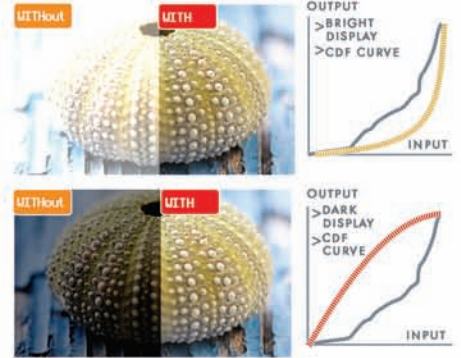 WITHout
WITH
OUTPUT
>BRIGHT
DISPLAY
>CDF CURVE
INPUT
WITHout
WITH
OUTPUT
>DARK
DISPLAY
>CDF
CURVE
INPUT